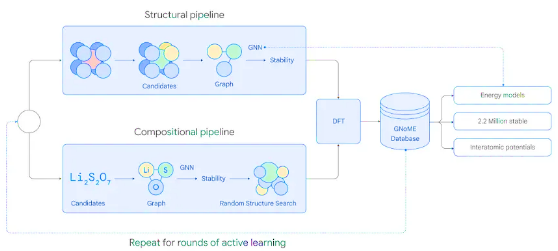 Structural pipeline
GNN
Stability
Candidates
Graph
Compositional pipeline
Li S
GNN
Li2S2O7
Stability
O
Candidates
Graph
Random Structure Search
DFT
GNoME
Database
Energy models
2.2 Million stable
Interatomic potentials
Repeat for rounds of active learning